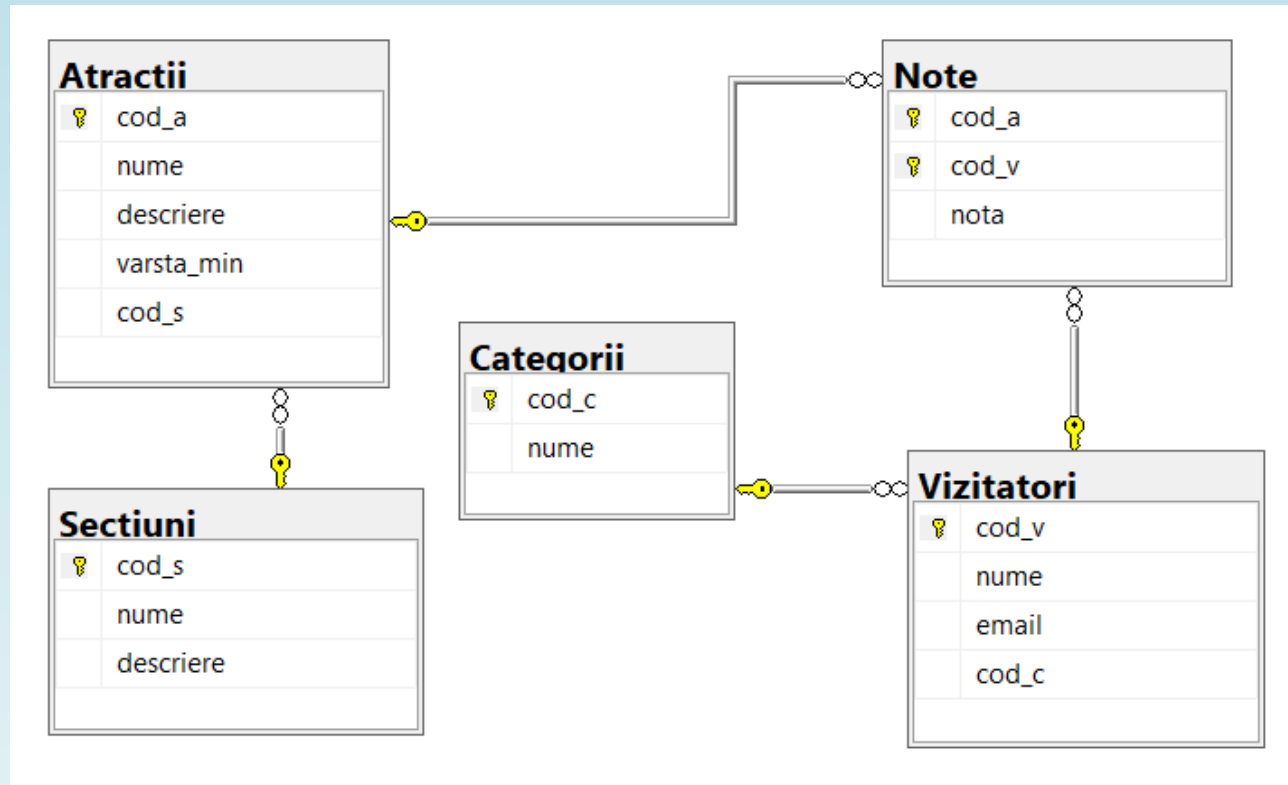 Atractii
cod_a
nume
descriere
varsta_min
cod_s
Note
cod_a
cod_v
nota
Categorii
cod_c
nume
Sectiuni
cod_s
nume
descriere
Vizitatori
cod_v
nume
email
cod_c